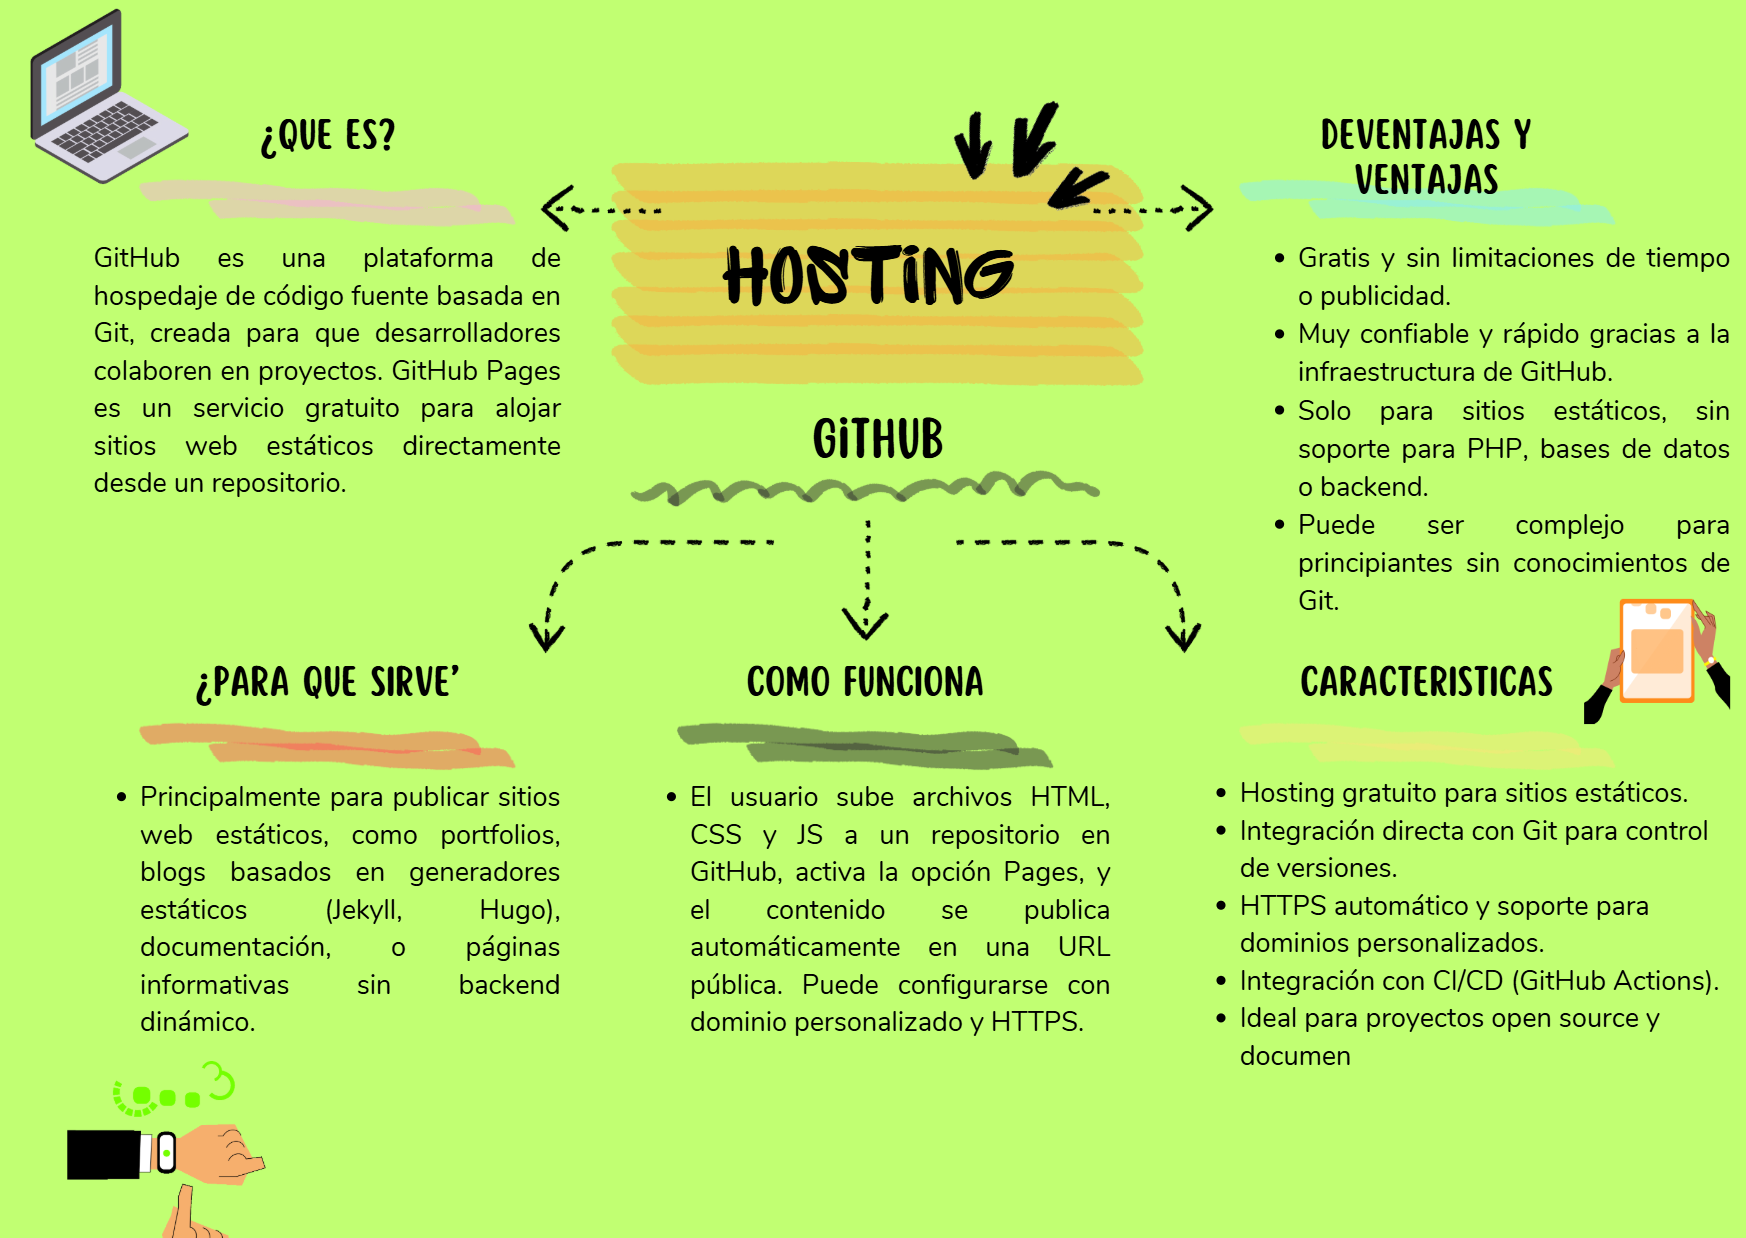 ¿QUE ES?
GitHub es una plataforma de
hospedaje de código fuente basada en
Git, creada para que desarrolladores
colaboren en proyectos. GitHub Pages
es un servicio gratuito para alojar
sitios web estáticos directamente
desde un repositorio.
HOSTiNG
GiTHUB
DEVENTAJAS Y
VENTAJAS
• Gratis y sin limitaciones de tiempo
o publicidad.
• Muy confiable y rápido gracias a la
infraestructura de GitHub.
• Solo para sitios estáticos, sin
soporte para PHP, bases de datos
o backend.
• Puede ser complejo para
principiantes sin conocimientos de
Git.
¿PARA QUE SIRVE’
• Principalmente para publicar sitios
web estáticos, como portfolios,
blogs basados en generadores
estáticos (Jekyll, Hugo),
documentación, o páginas
informativas sin backend
dinámico.
COMO FUNCIONA
• El usuario sube archivos HTML,
CSS y JS a un repositorio en
GitHub, activa la opción Pages, y
el contenido se publica
automáticamente en una URL
pública. Puede configurarse con
dominio personalizado y HTTPS.
CARACTERISTICAS
• Hosting gratuito para sitios estáticos.
• Integración directa con Git para control
de versiones.
• HTTPS automático y soporte para
dominios personalizados.
• Integración con CI/CD (GitHub Actions).
• Ideal para proyectos open source y
documen